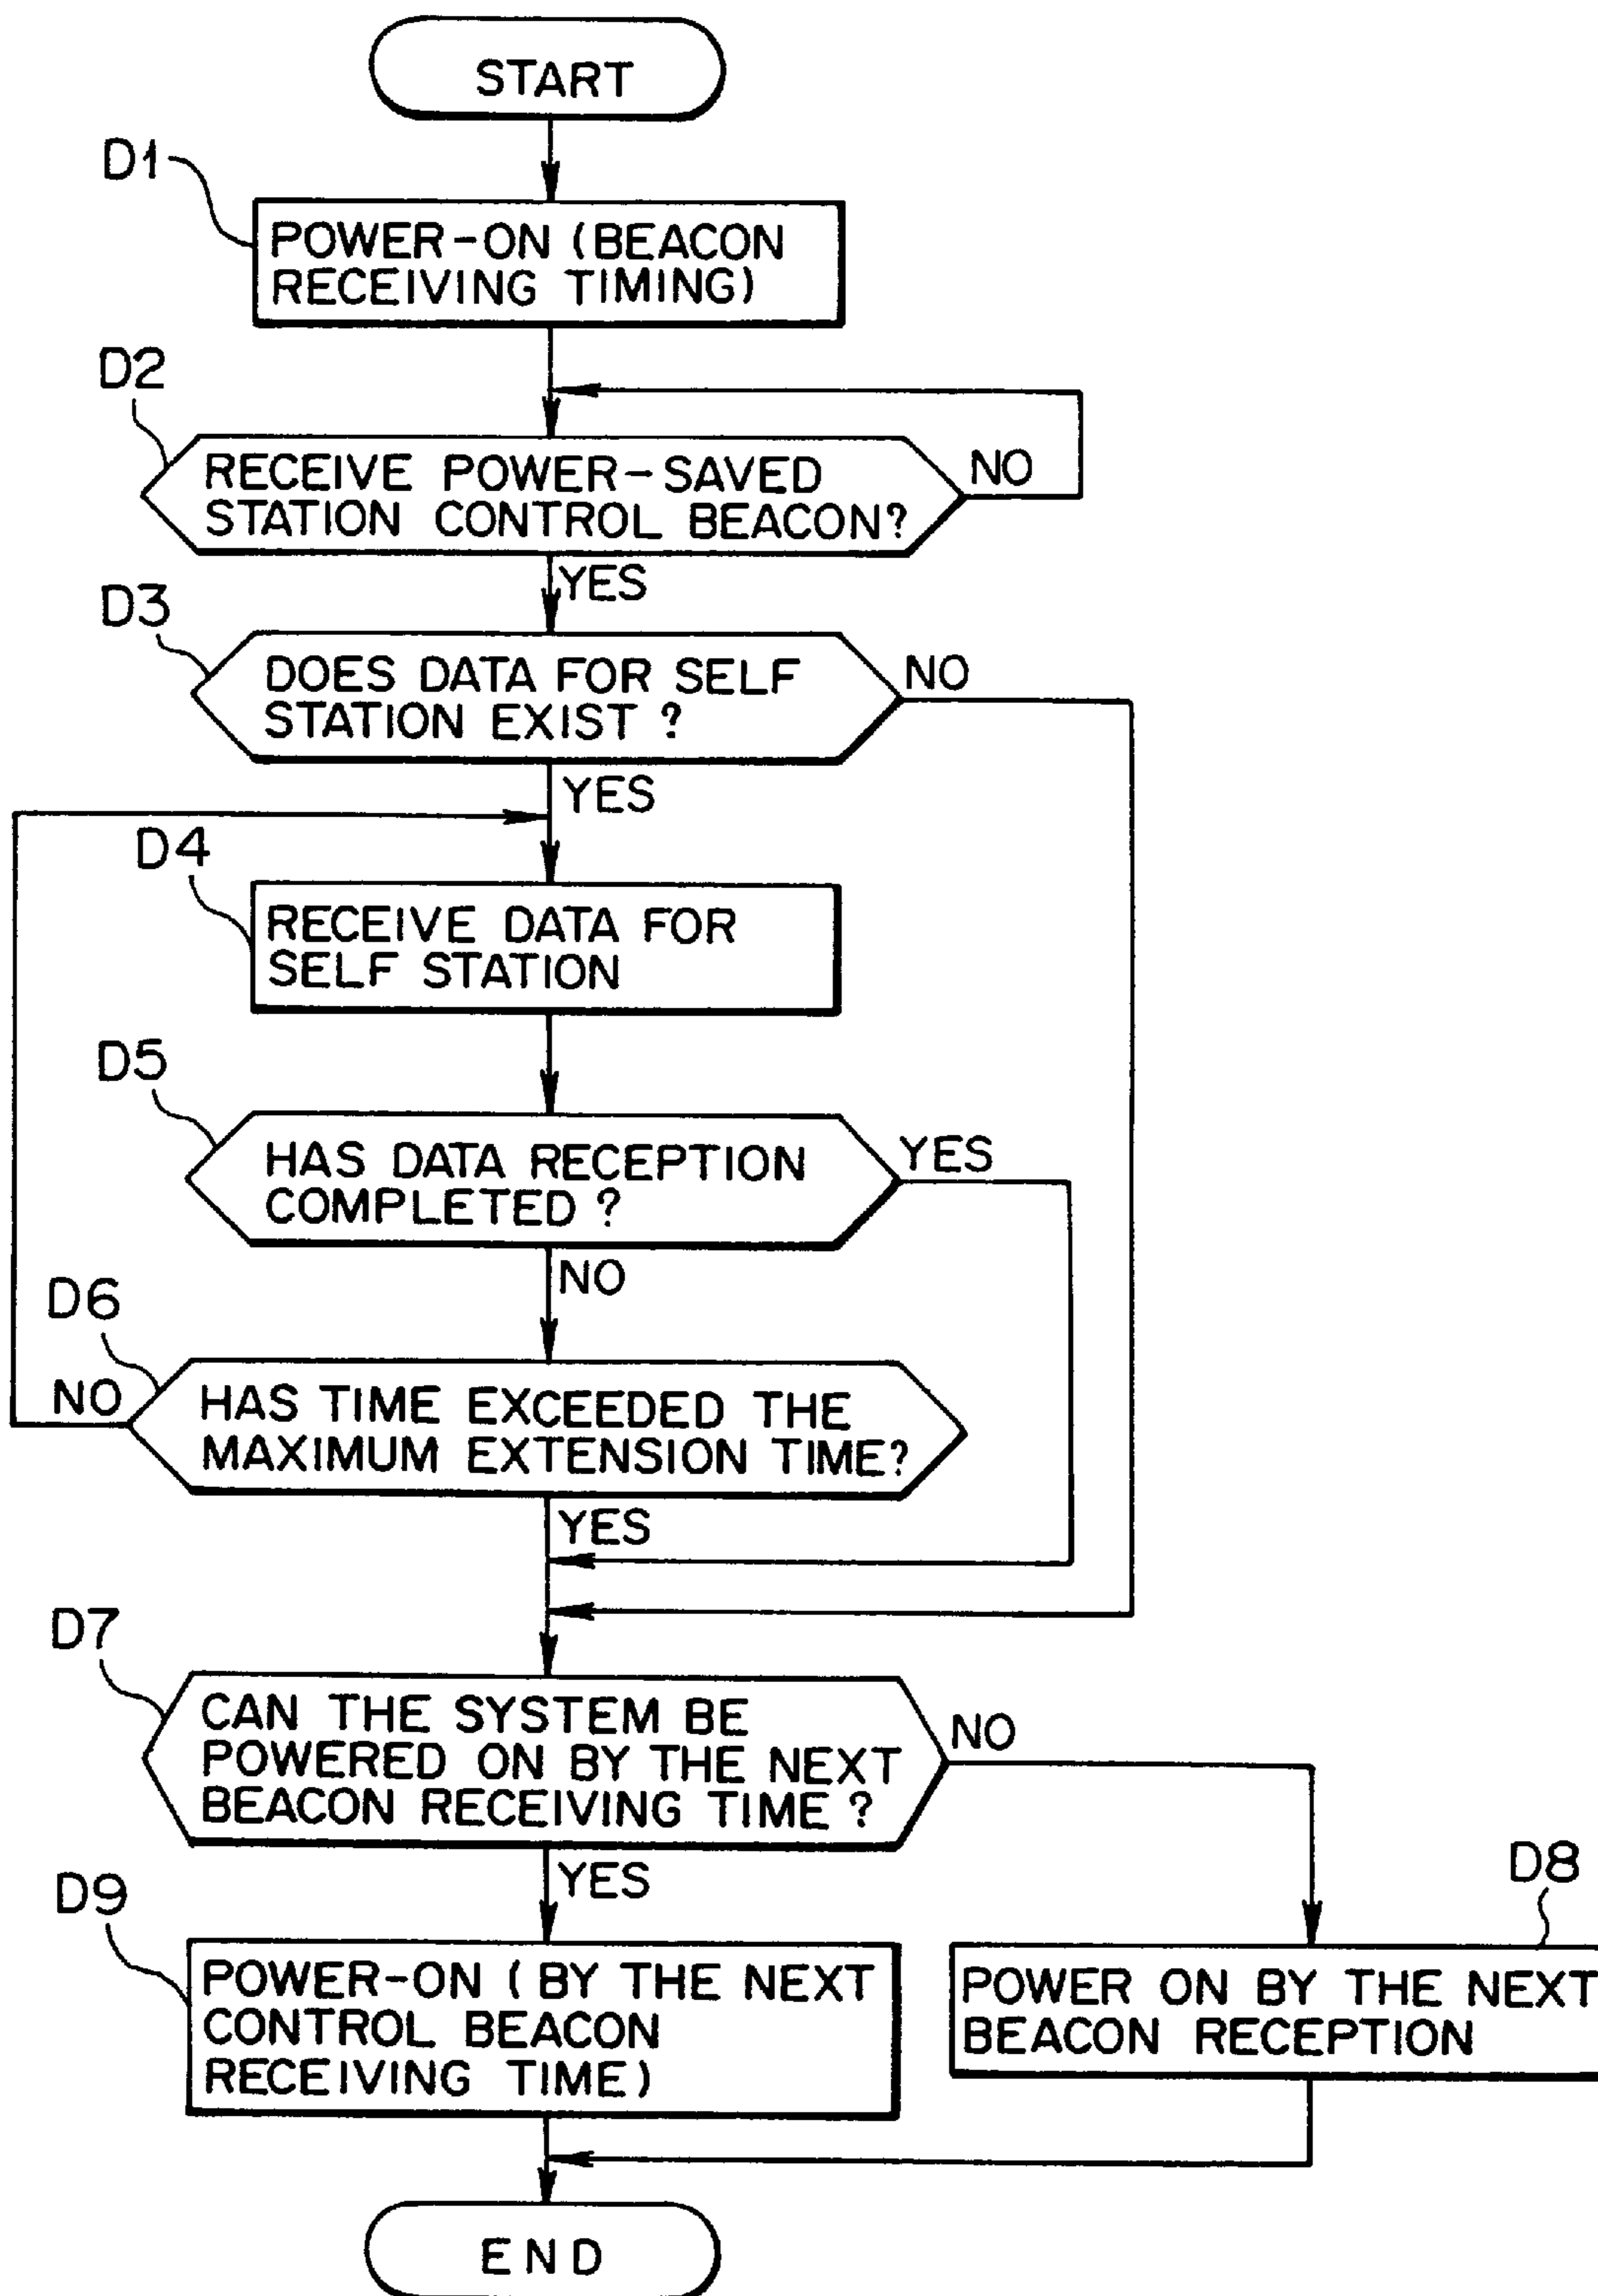 START
D1
POWER-ON (BEACON
RECEIVING TIMING)
D2
RECEIVE POWER-SAVED
STATION CONTROL BEACON?
NO
YES
D3
DOES DATA FOR SELF
STATION EXIST ?
NO
YES
D4
RECEIVE DATA FOR
SELF STATION
D5
HAS DATA RECEPTION
COMPLETED ?
YES
NO
D6
NO
HAS TIME EXCEEDED THE
MAXIMUM EXTENSION TIME?
YES
D7
CAN THE SYSTEM BE
POWERED ON BY THE NEXT
BEACON RECEIVING TIME ?
NO
YES
D8
D9
POWER-ON ( BY THE NEXT
CONTROL BEACON
RECEIVING TIME)
POWER ON BY THE NEXT
BEACON RECEPTION
END